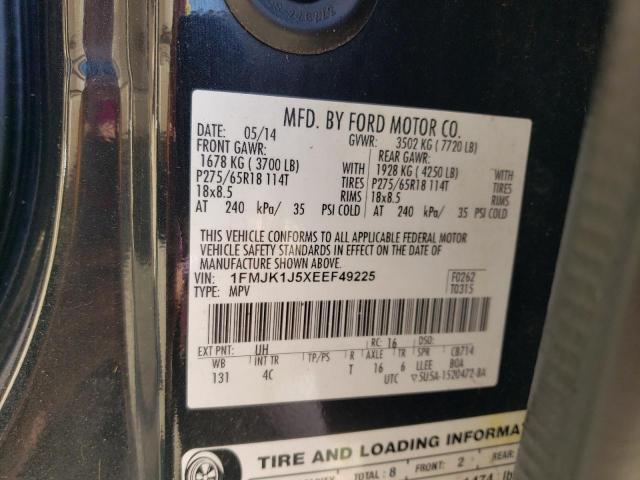 MFD. BY FORD MOTOR CO.
DATE: 05/14 GVWR: 3502 KG ( 7720 LB)
FRONT GAWR: REAR GAWR:
1678 KG ( 3700 LB) WITH 1928 KG ( 4250 LB) WITH
P275/65R18 114T TIRES P275/65R18 114T TIRES
18x8.5 RIMS 18x8.5 RIMS
AT 240 kPa/ 35 PSI COLD AT 240 kPa/ 35 PSI COLD
THIS VEHICLE CONFORMS TO ALL APPLICABLE FEDERAL MOTOR
VEHICLE SAFETY STANDARDS IN EFFECT ON THE DATE OF
MANUFACTURE SHOWN ABOVE.
VIN: 1FMJK1J5XEEF49225 F0262
TYPE: MPV T0315
EXT PNT: UH RC: 16 DSO:
WB INT TR TP/PS R AXLE TR SPR CB714
131 4C T 16 6 LLEE BOA
UTC
TIRE AND LOADING INFORMAT
TOTAL: 8 FRONT: 2 REAR: